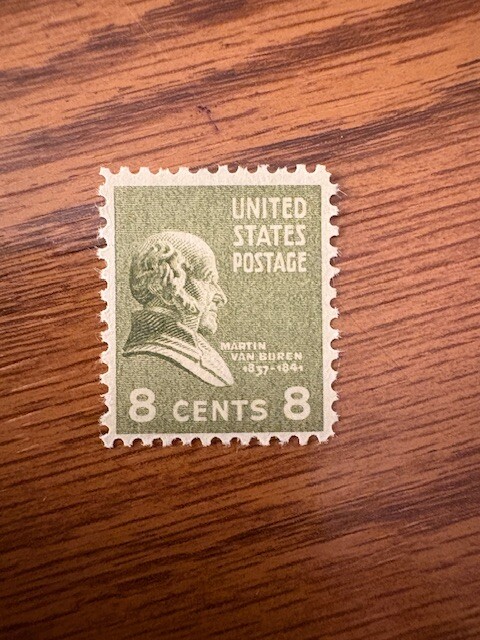 UNITED
STATES
POSTAGE
MARTIN
VAN BUREN
1837-1841
8 CENTS 8